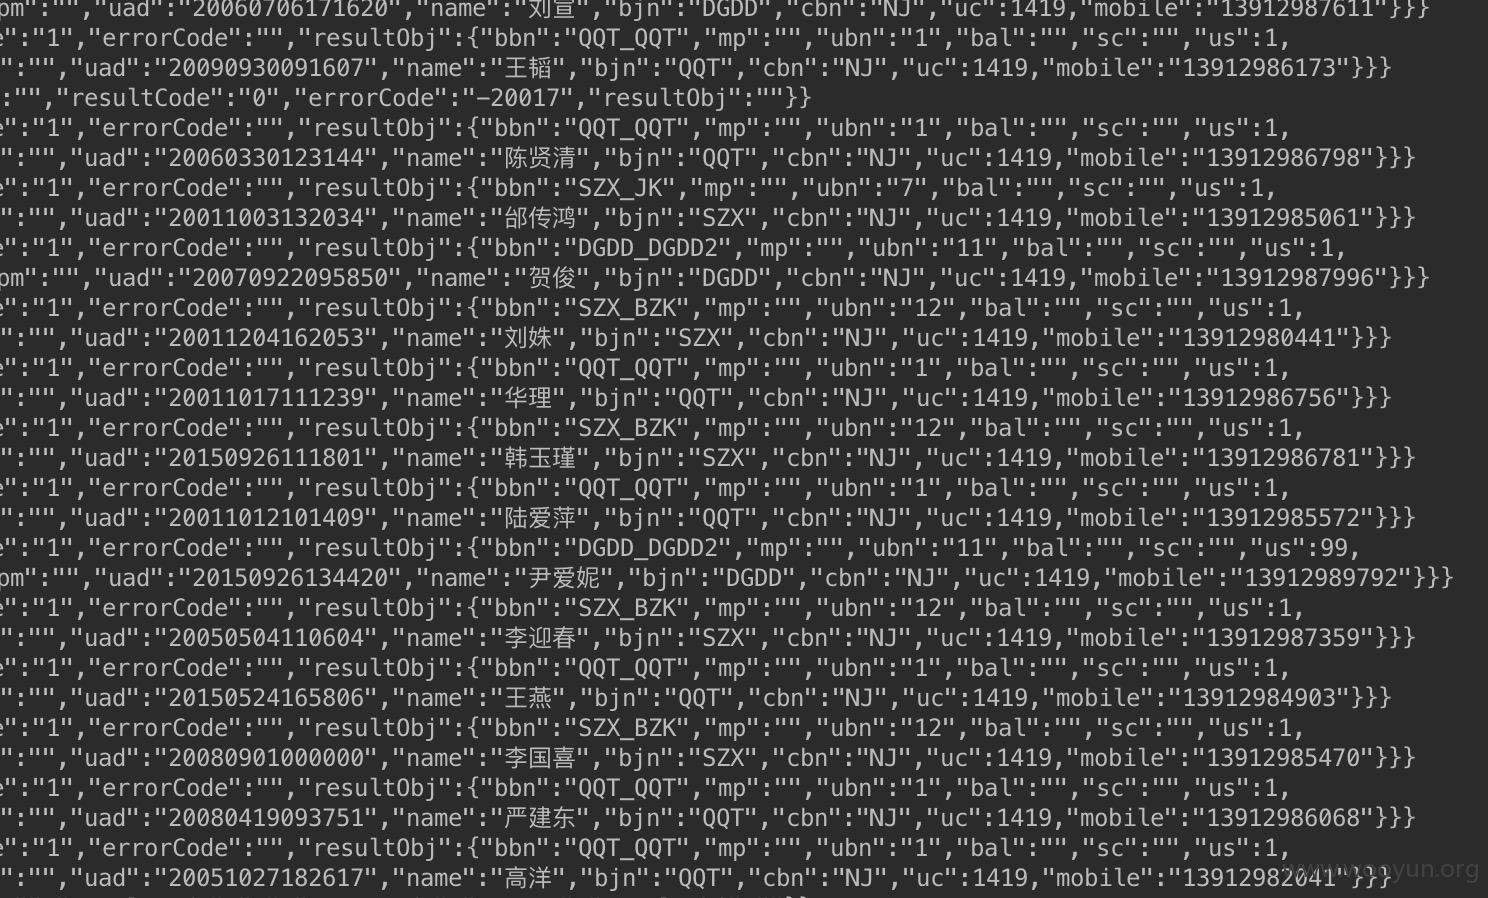 pm":"","uad":"20060706171620","name":"刘宣","bjn":"DGDD","cbn":"NJ","uc":1419,"mobile":"13912987611"}}}
e":"1","errorCode":"","resultObj":{"bbn":"QQT_QQT","mp":"","ubn":"1","bal":"","sc":"","us":1,
:"","uad":"20090930091607","name":"王韬","bjn":"QQT","cbn":"NJ","uc":1419,"mobile":"13912986173"}}}
:"","resultCode":"0","errorCode":"-20017","resultObj":""}}
e":"1","errorCode":"","resultObj":{"bbn":"QQT_QQT","mp":"","ubn":"1","bal":"","sc":"","us":1,
:"","uad":"20060330123144","name":"陈贤清","bjn":"QQT","cbn":"NJ","uc":1419,"mobile":"13912986798"}}}
e":"1","errorCode":"","resultObj":{"bbn":"SZX_JK","mp":"","ubn":"7","bal":"","sc":"","us":1,
:"","uad":"20011003132034","name":"邰传鸿","bjn":"SZX","cbn":"NJ","uc":1419,"mobile":"13912985061"}}}
e":"1","errorCode":"","resultObj":{"bbn":"DGDD_DGDD2","mp":"","ubn":"11","bal":"","sc":"","us":1,
pm":"","uad":"20070922095850","name":"贺俊","bjn":"DGDD","cbn":"NJ","uc":1419,"mobile":"13912987996"}}}
e":"1","errorCode":"","resultObj":{"bbn":"SZX_BZK","mp":"","ubn":"12","bal":"","sc":"","us":1,
:"","uad":"20011204162053","name":"刘姝","bjn":"SZX","cbn":"NJ","uc":1419,"mobile":"13912980441"}}}
e":"1","errorCode":"","resultObj":{"bbn":"QQT_QQT","mp":"","ubn":"1","bal":"","sc":"","us":1,
:"","uad":"20011017111239","name":"华理","bjn":"QQT","cbn":"NJ","uc":1419,"mobile":"13912986756"}}}
e":"1","errorCode":"","resultObj":{"bbn":"SZX_BZK","mp":"","ubn":"12","bal":"","sc":"","us":1,
:"","uad":"20150926111801","name":"韩玉瑾","bjn":"SZX","cbn":"NJ","uc":1419,"mobile":"13912986781"}}}
e":"1","errorCode":"","resultObj":{"bbn":"QQT_QQT","mp":"","ubn":"1","bal":"","sc":"","us":1,
:"","uad":"20011012101409","name":"陆爱萍","bjn":"QQT","cbn":"NJ","uc":1419,"mobile":"13912985572"}}}
e":"1","errorCode":"","resultObj":{"bbn":"DGDD_DGDD2","mp":"","ubn":"11","bal":"","sc":"","us":99,
pm":"","uad":"20150926134420","name":"尹爱妮","bjn":"DGDD","cbn":"NJ","uc":1419,"mobile":"13912989792"}}}
e":"1","errorCode":"","resultObj":{"bbn":"SZX_BZK","mp":"","ubn":"12","bal":"","sc":"","us":1,
:"","uad":"20050504110604","name":"李迎春","bjn":"SZX","cbn":"NJ","uc":1419,"mobile":"13912987359"}}}
e":"1","errorCode":"","resultObj":{"bbn":"QQT_QQT","mp":"","ubn":"1","bal":"","sc":"","us":1,
:"","uad":"20150524165806","name":"王燕","bjn":"QQT","cbn":"NJ","uc":1419,"mobile":"13912984903"}}}
e":"1","errorCode":"","resultObj":{"bbn":"SZX_BZK","mp":"","ubn":"12","bal":"","sc":"","us":1,
:"","uad":"20080901000000","name":"李国喜","bjn":"SZX","cbn":"NJ","uc":1419,"mobile":"13912985470"}}}
e":"1","errorCode":"","resultObj":{"bbn":"QQT_QQT","mp":"","ubn":"1","bal":"","sc":"","us":1,
:"","uad":"20080419093751","name":"严建东","bjn":"QQT","cbn":"NJ","uc":1419,"mobile":"13912986068"}}}
e":"1","errorCode":"","resultObj":{"bbn":"QQT_QQT","mp":"","ubn":"1","bal":"","sc":"","us":1,
:"","uad":"20051027182617","name":"高洋","bjn":"QQT","cbn":"NJ","uc":1419,"mobile":"13912982041"}}}
www.wooyun.org